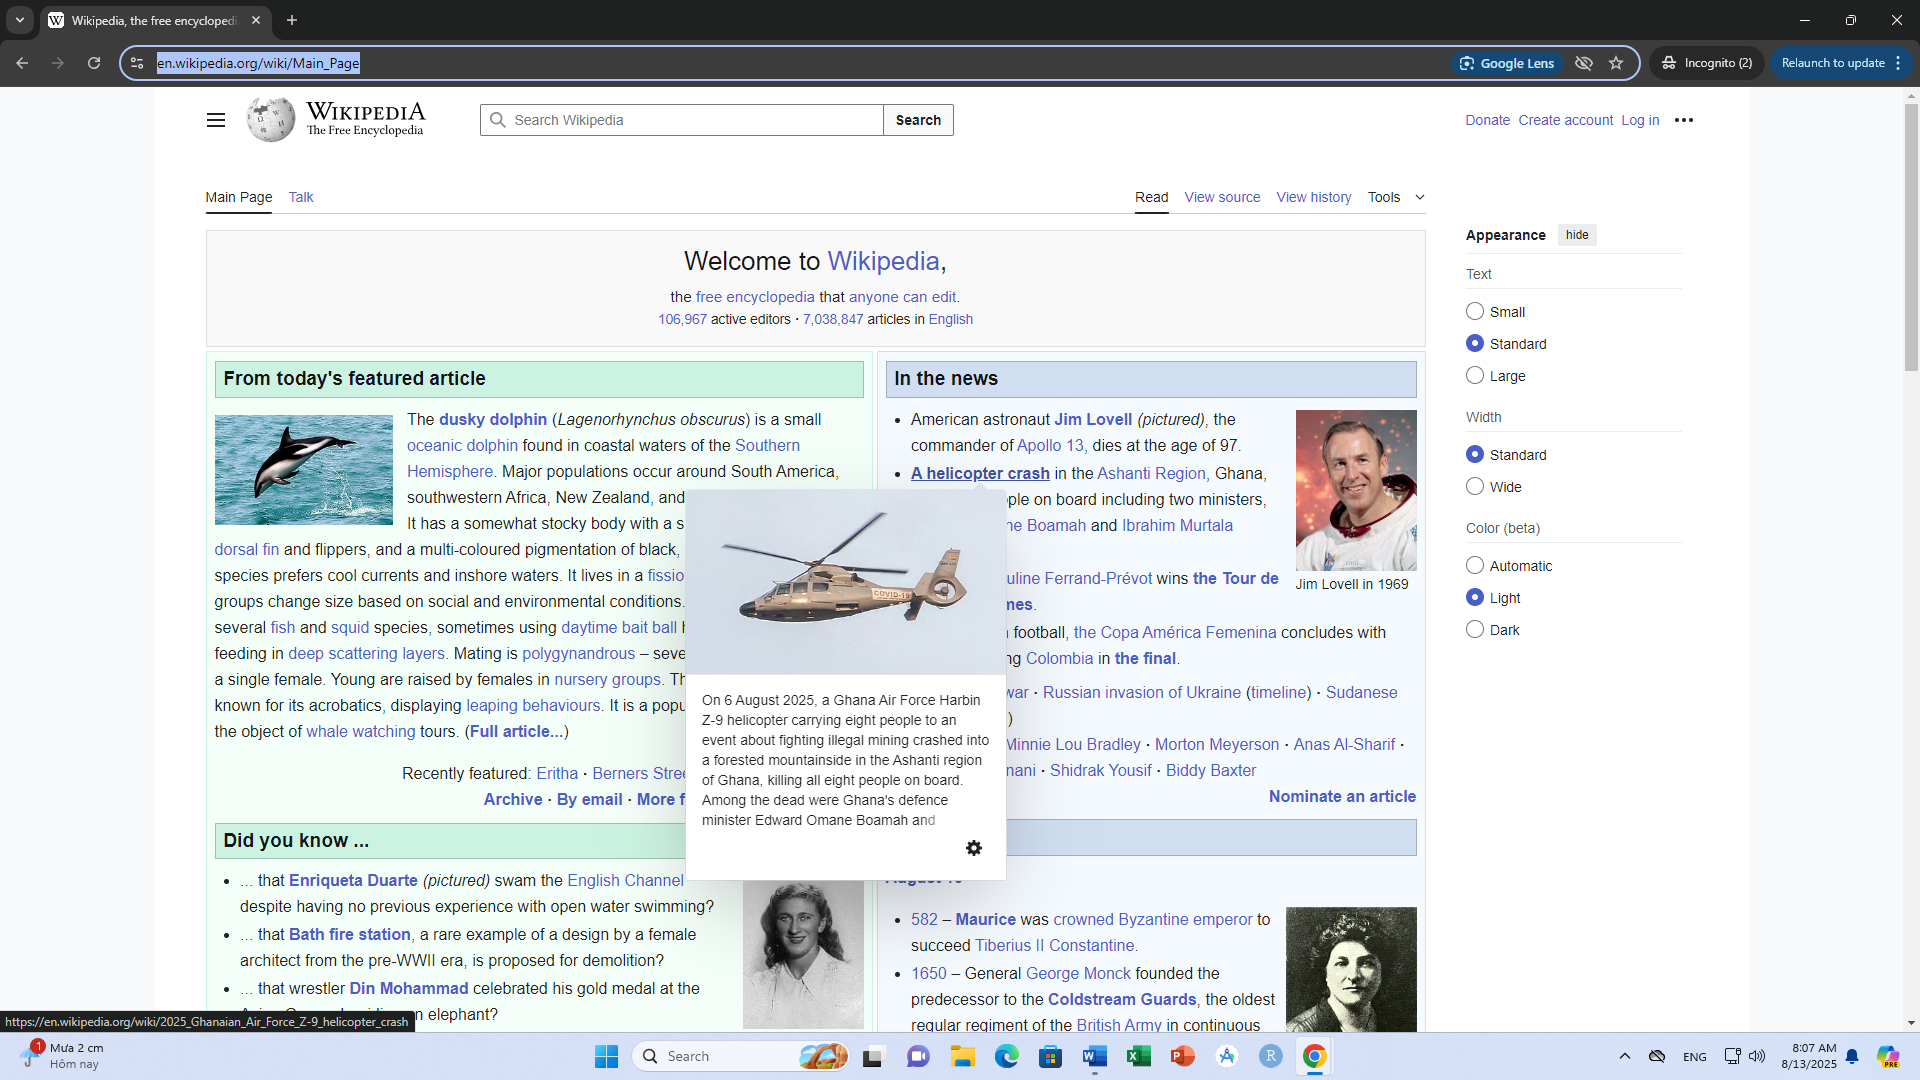 Wikipedia, the free encyclopedi
en.wikipedia.org/wiki/Main_Page
Google Lens
Incognito (2)
Relaunch to update
WIKIPEDIA
The Free Encyclopedia
Search Wikipedia
Search
Donate Create account Log in
Main Page Talk
Read View source View history Tools
Welcome to Wikipedia,
the free encyclopedia that anyone can edit.
106,967 active editors · 7,038,847 articles in English
From today's featured article
The dusky dolphin (Lagenorhynchus obscurus) is a small
oceanic dolphin found in coastal waters of the Southern
Hemisphere. Major populations occur around South America,
southwestern Africa, New Zealand, and
It has a somewhat stocky body with a s
dorsal fin and flippers, and a multi-coloured pigmentation of black,
species prefers cool currents and inshore waters. It lives in a fissio
groups change size based on social and environmental conditions.
several fish and squid species, sometimes using daytime bait ball
feeding in deep scattering layers. Mating is polygynandrous – seve
a single female. Young are raised by females in nursery groups. Th
known for its acrobatics, displaying leaping behaviours. It is a popu
the object of whale watching tours. (Full article...)
Recently featured: Eritha · Berners Stree
Archive · By email · More f
Did you know ...
... that Enriqueta Duarte (pictured) swam the English Channel
despite having no previous experience with open water swimming?
... that Bath fire station, a rare example of a design by a female
architect from the pre-WWII era, is proposed for demolition?
... that wrestler Din Mohammad celebrated his gold medal at the
n elephant?
In the news
American astronaut Jim Lovell (pictured), the
commander of Apollo 13, dies at the age of 97.
A helicopter crash in the Ashanti Region, Ghana,
ple on board including two ministers,
ne Boamah and Ibrahim Murtala
uline Ferrand-Prévot wins the Tour de
mes.
football, the Copa América Femenina concludes with
ng Colombia in the final.
war · Russian invasion of Ukraine (timeline) · Sudanese
)
Minnie Lou Bradley · Morton Meyerson · Anas Al-Sharif ·
nani · Shidrak Yousif · Biddy Baxter
Nominate an article
Jim Lovell in 1969
COVID-19
On 6 August 2025, a Ghana Air Force Harbin
Z-9 helicopter carrying eight people to an
event about fighting illegal mining crashed into
a forested mountainside in the Ashanti region
of Ghana, killing all eight people on board.
Among the dead were Ghana's defence
minister Edward Omane Boamah and
582 – Maurice was crowned Byzantine emperor to
succeed Tiberius II Constantine.
1650 – General George Monck founded the
predecessor to the Coldstream Guards, the oldest
regular regiment of the British Army in continuous
Appearance hide
Text
Small
Standard
Large
Width
Standard
Wide
Color (beta)
Automatic
Light
Dark
https://en.wikipedia.org/wiki/2025_Ghanaian_Air_Force_Z-9_helicopter_crash
1
Mưa 2 cm
Hôm nay
Search
ENG
8:07 AM
8/13/2025
PRE